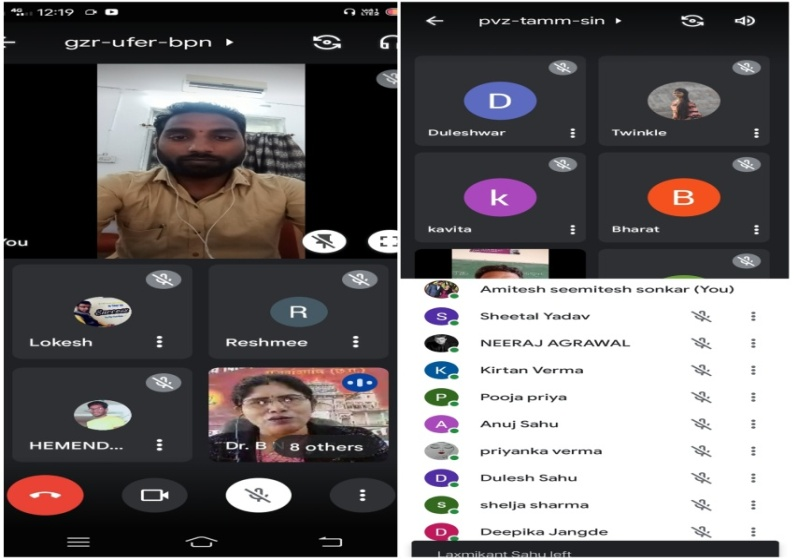 4G 12:19
gzr-ufer-bpn
You
Lokesh
R
Reshmee
HEMEND...
Dr. B
8 others
pvz-tamm-sin
D
Duleshwar
Twinkle
k
kavita
B
Bharat
Amitesh seemitesh sonkar (You)
S
Sheetal Yadav
NEERAJ AGRAWAL
K
Kirtan Verma
P
Pooja priya
A
Anuj Sahu
priyanka verma
D
Dulesh Sahu
s
shelja sharma
D
Deepika Jangde
Laxmikant Sahu left